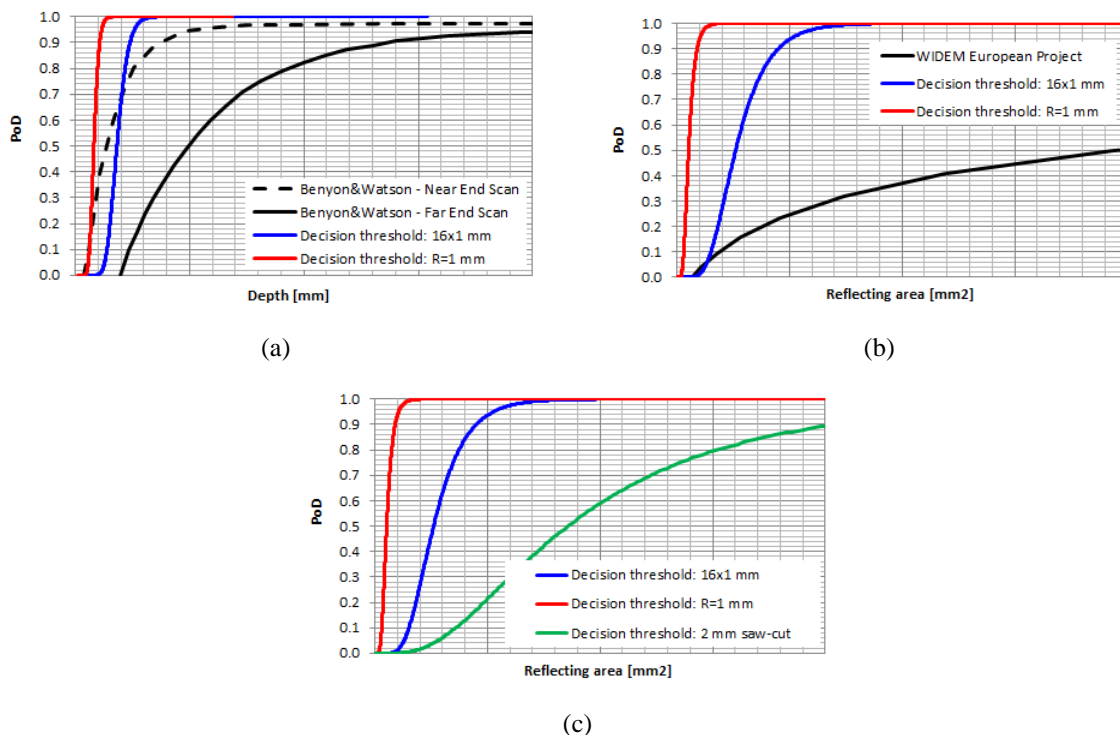 1.0
0.9
0.8
0.7
0.6
0.5
0.4
0.3
0.2
0.1
0.0
PoD
Benyon&Watson - Near End Scan
Benyon&Watson - Far End Scan
Decision threshold: 16x1 mm
Decision threshold: R=1 mm
Depth [mm]
(a)
1.0
0.9
0.8
0.7
0.6
0.5
0.4
0.3
0.2
0.1
0.0
PoD
WIDEM European Project
Decision threshold: 16x1 mm
Decision threshold: R=1 mm
Reflecting area [mm2]
(b)
1.0
0.9
0.8
0.7
0.6
0.5
0.4
0.3
0.2
0.1
0.0
PoD
Decision threshold: 16x1 mm
Decision threshold: R=1 mm
Decision threshold: 2 mm saw-cut
Reflecting area [mm2]
(c)